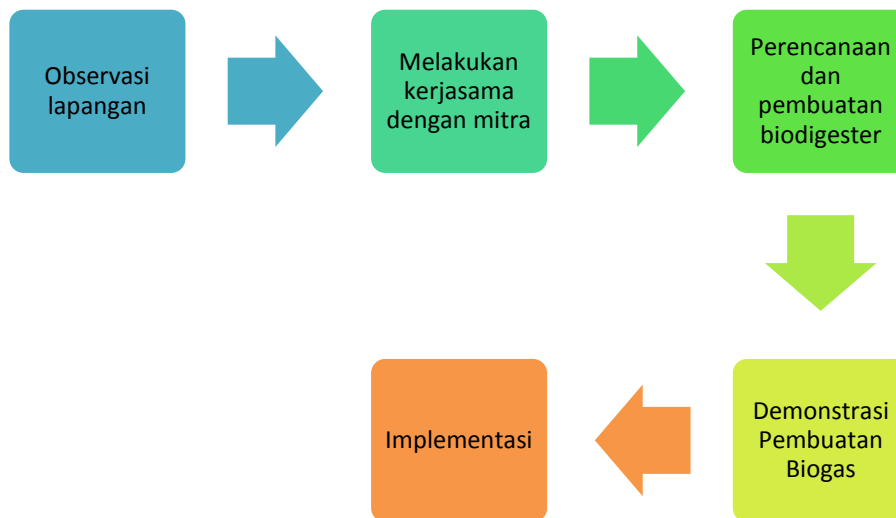 Observasi
lapangan
Melakukan
kerjasama
dengan mitra
Perencanaan
dan
pembuatan
biodigester
Demonstrasi
Pembuatan
Biogas
Implementasi